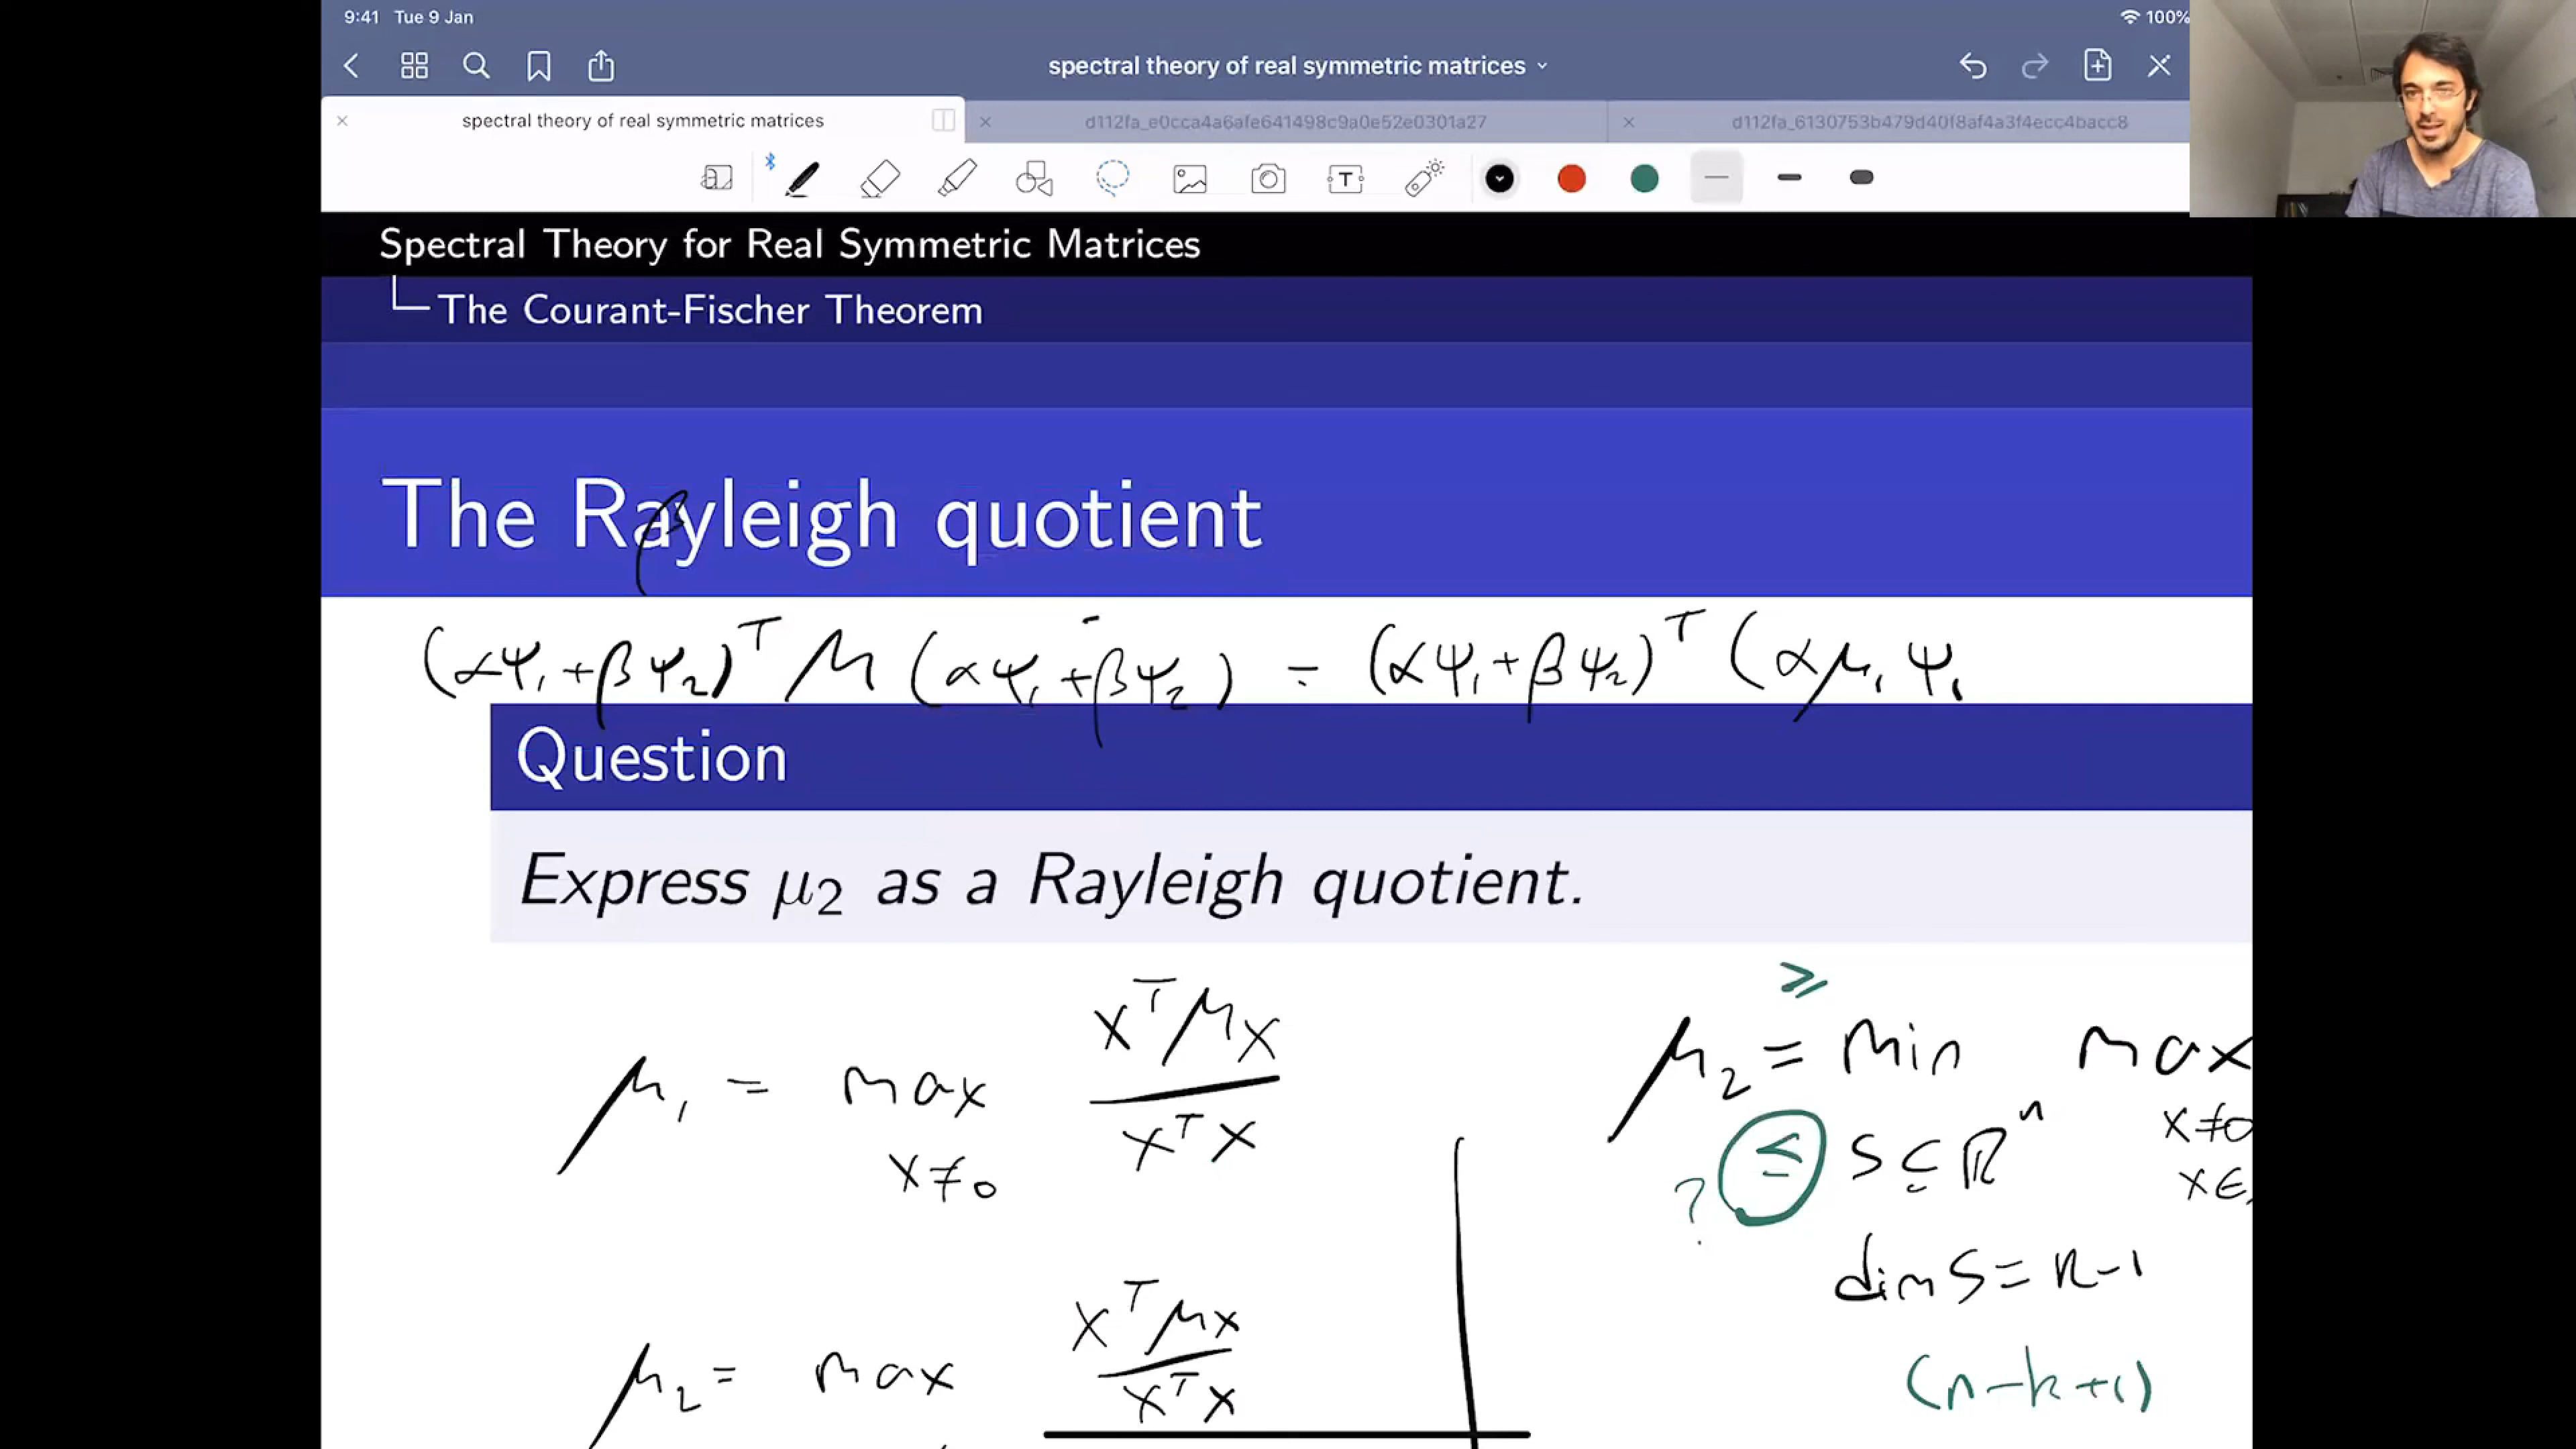 9:41 Tue 9 Jan
100%
spectral theory of real symmetric matrices
spectral theory of real symmetric matrices
d112fa_e0cca4a6afe641498c9a0e52e0301a27
d112fa_6130753b479d40f8af4a3f4ecc4bacc8
Spectral Theory for Real Symmetric Matrices
The Courant-Fischer Theorem
The Rayleigh quotient
β
(αψ₁+βψ₂)ᵀ M (αψ₁+βψ₂) = (αψ₁+βψ₂)ᵀ (αμ₁ψ₁
Question
Express μ₂ as a Rayleigh quotient.
μ₁ = max x≠0 xᵀMx / xᵀx
μ₂ = max xᵀMx / xᵀx
≥
μ₂ = min max
? ≤ S ⊆ ℝⁿ x≠0
x∈
dim S = n-1
(n-k+1)